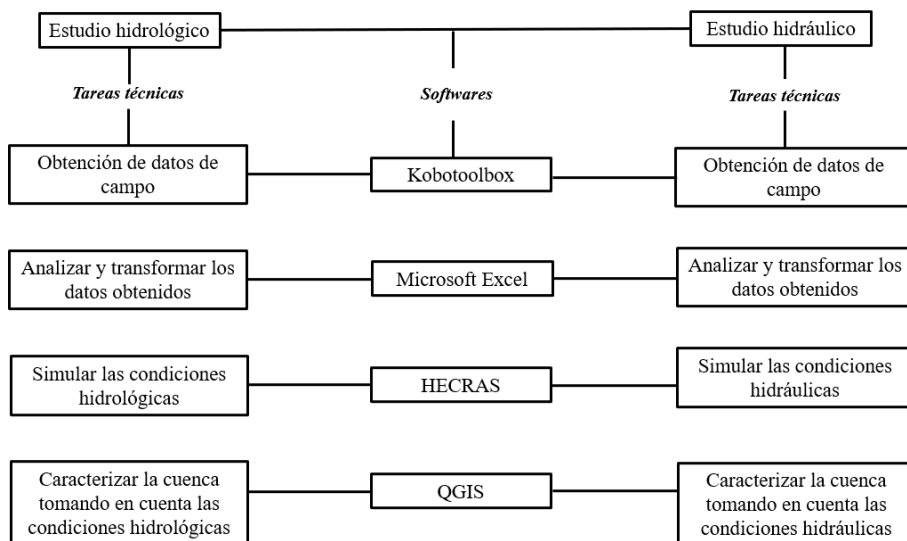 Estudio hidrológico
Estudio hidráulico
Tareas técnicas
Softwares
Tareas técnicas
Obtención de datos de
campo
Kobotoolbox
Obtención de datos de
campo
Analizar y transformar los
datos obtenidos
Microsoft Excel
Analizar y transformar los
datos obtenidos
Simular las condiciones
hidrológicas
HECRAS
Simular las condiciones
hidráulicas
Caracterizar la cuenca
tomando en cuenta las
condiciones hidrológicas
QGIS
Caracterizar la cuenca
tomando en cuenta las
condiciones hidráulicas